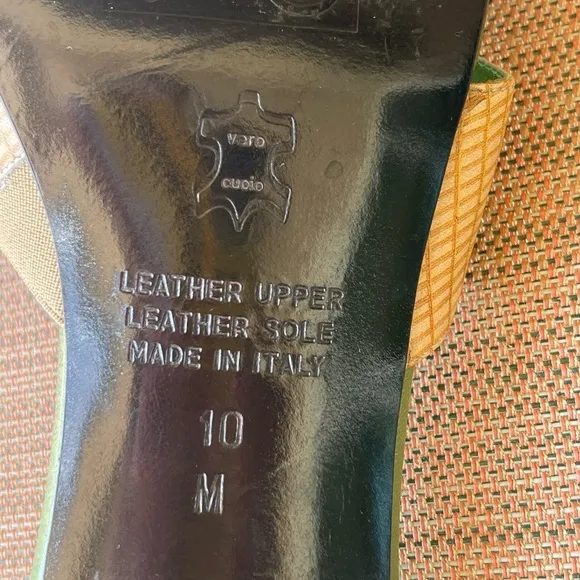 vero
cuoio
LEATHER UPPER
LEATHER SOLE
MADE IN ITALY
10
M